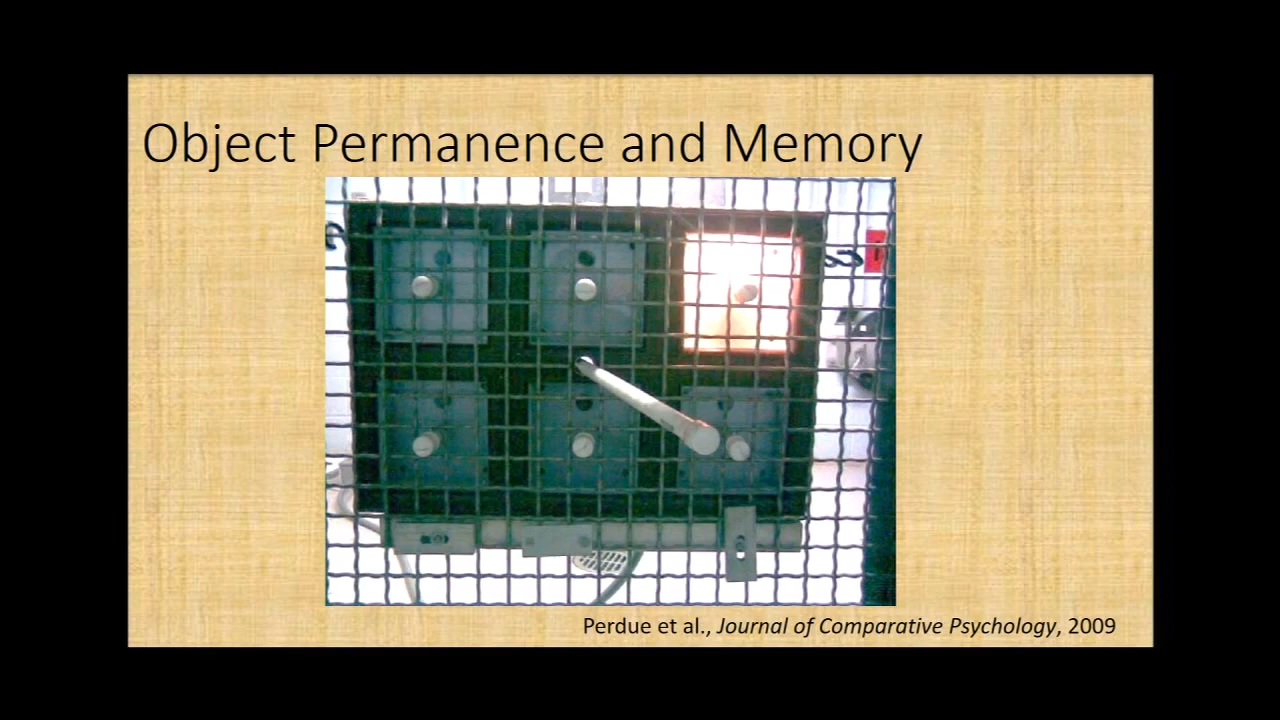 Object Permanence and Memory
Perdue et al., Journal of Comparative Psychology, 2009